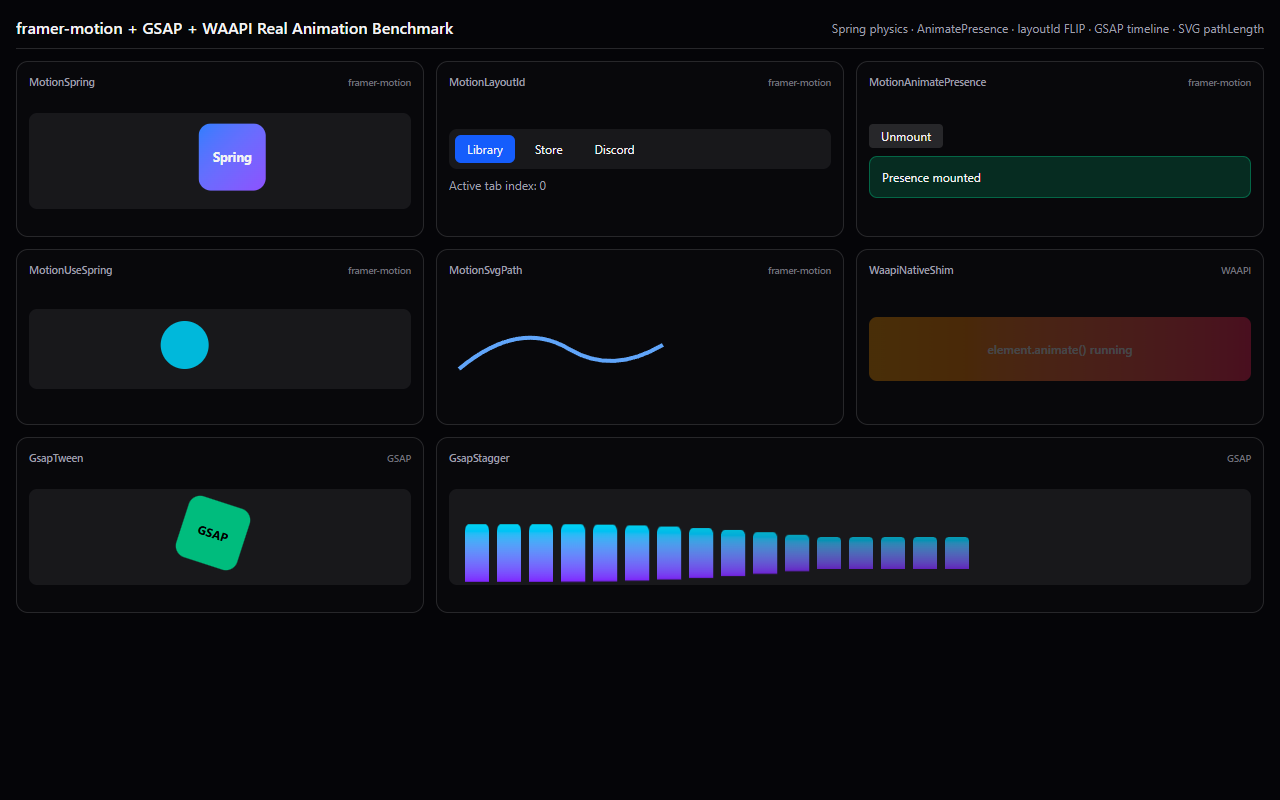 framer-motion + GSAP + WAAPI Real Animation Benchmark
Spring physics · AnimatePresence · layoutId FLIP · GSAP timeline · SVG pathLength
MotionSpring
framer-motion
Spring
MotionLayoutId
framer-motion
Library
Store
Discord
Active tab index: 0
MotionAnimatePresence
framer-motion
Unmount
Presence mounted
MotionUseSpring
framer-motion
MotionSvgPath
framer-motion
WaapiNativeShim
WAAPI
element.animate() running
GsapTween
GSAP
GSAP
GsapStagger
GSAP